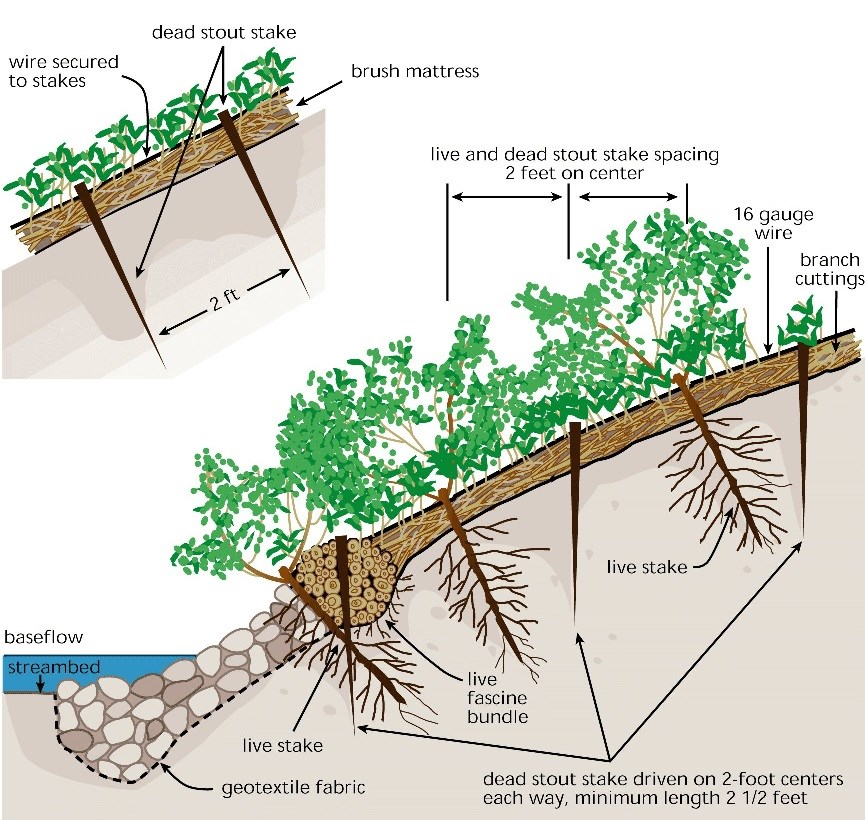 dead stout stake
wire secured
to stakes
brush mattress
2 ft
live and dead stout stake spacing
2 feet on center
16 gauge
wire
branch
cuttings
live stake
baseflow
streambed
live
fascine
bundle
live stake
geotextile fabric
dead stout stake driven on 2-foot centers
each way, minimum length 2 1/2 feet